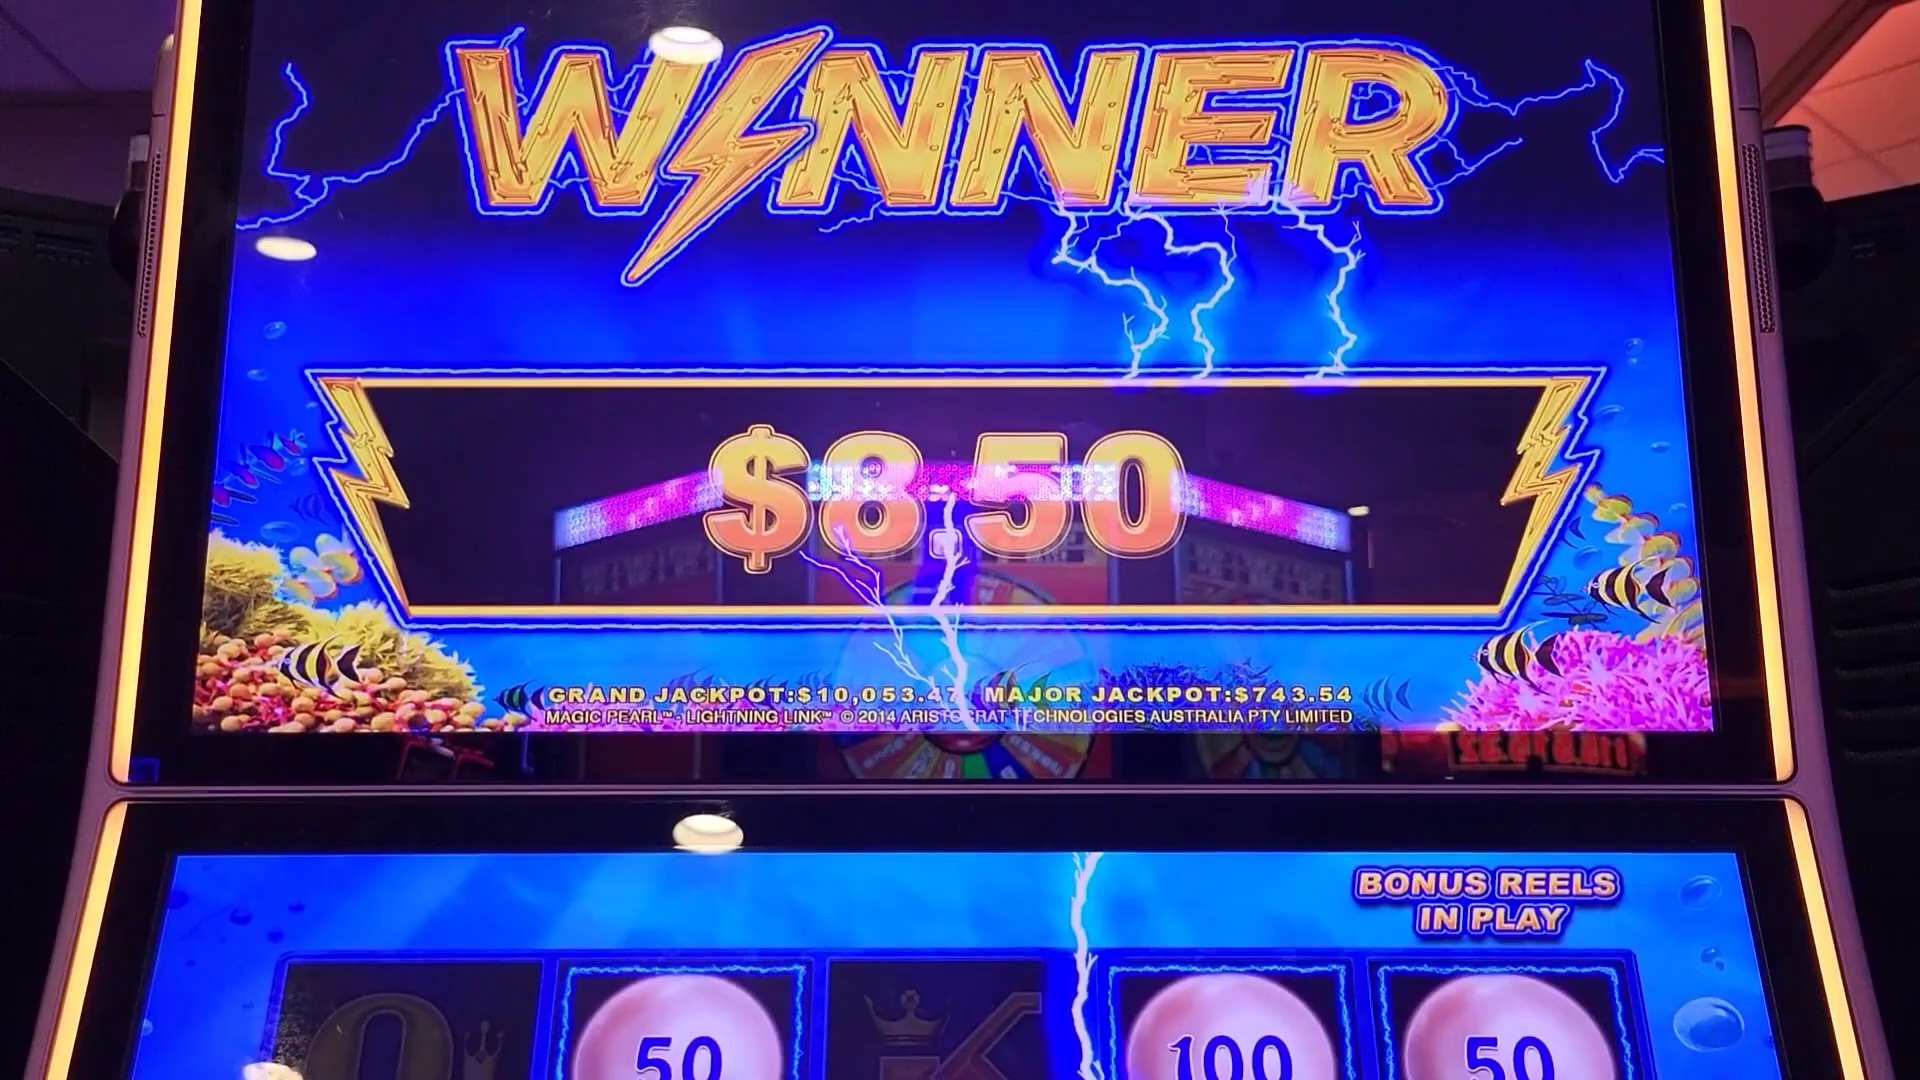 WINNER
$8.50
GRAND JACKPOT:$10,053.47 MAJOR JACKPOT:$743.54
MAGIC PEARL™ - LIGHTNING LINK™ © 2014 ARISTOCRAT TECHNOLOGIES AUSTRALIA PTY LIMITED
BONUS REELS
IN PLAY
Q 50 K 100 50